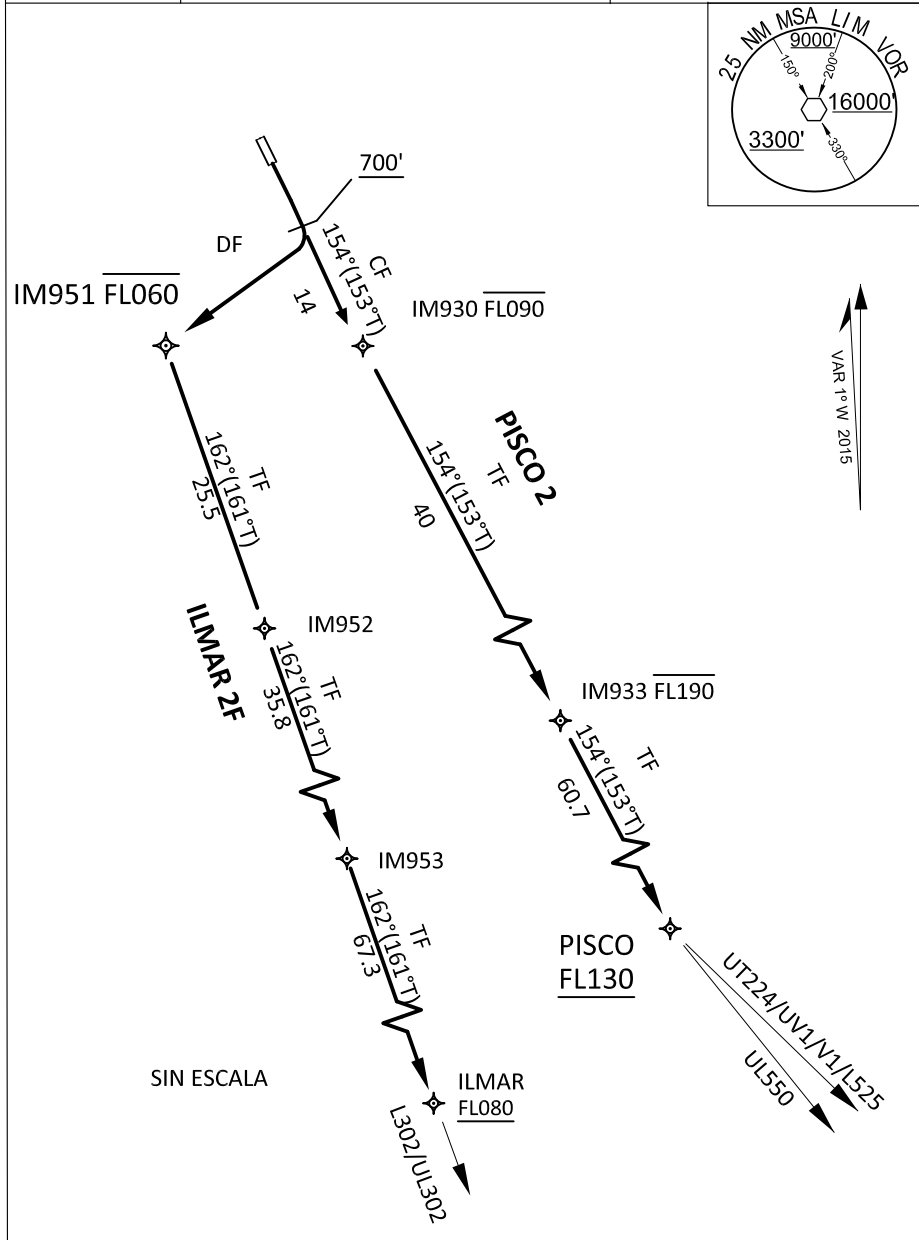 25 NM MSA LIM VOR
9000'
150°
200°
16000'
3300'
330°
700'
DF
154°(153°T)
CF
14
IM951 FL060
IM930 FL090
VAR 1° W 2015
PISCO 2
162°(161°T)
TF
25.5
154°(153°T)
TF
40
ILMAR 2F
IM952
162°(161°T)
TF
35.8
IM933 FL190
154°(153°T)
TF
60.7
IM953
162°(161°T)
TF
67.3
PISCO
FL130
UT224/UV1/V1/L525
UL550
SIN ESCALA
ILMAR
FL080
L302/UL302